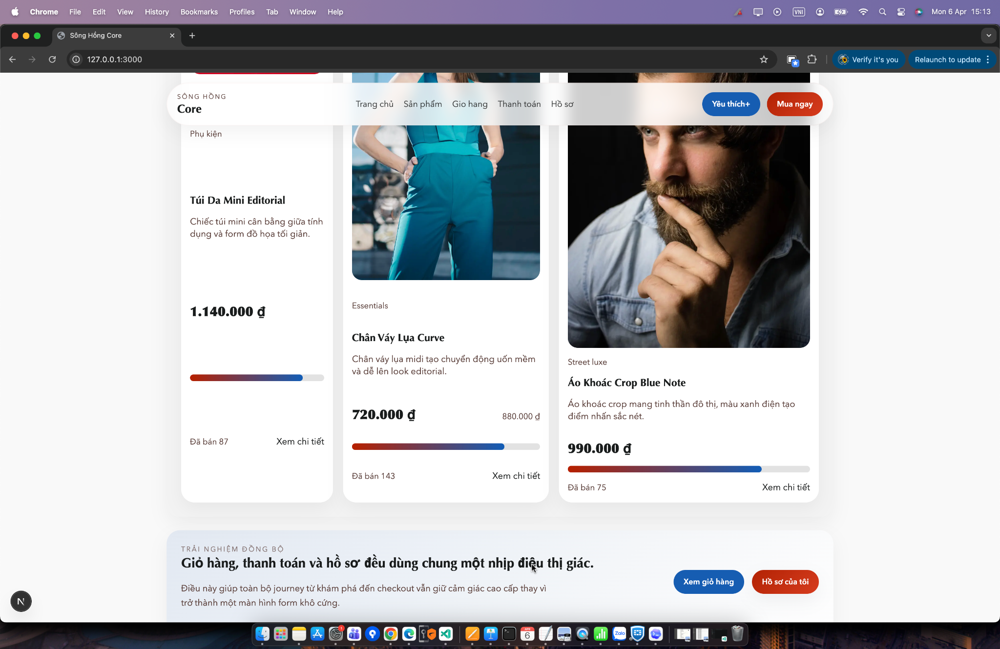 Chrome File Edit View History Bookmarks Profiles Tab Window Help
VNI
Mon 6 Apr 15:13
Sông Hồng Core
127.0.0.1:3000
Verify it's you
Relaunch to update
SÔNG HỒNG
Core
Trang chủ Sản phẩm Gio hang Thanh toán Hồ sơ
Yêu thích+
Mua ngay
Phụ kiện
Túi Da Mini Editorial
Chiếc túi mini cân bằng giữa tính
dụng và form đồ họa tối giản.
1.140.000 ₫
Đã bán 87
Xem chi tiết
Essentials
Chân Váy Lụa Curve
Chân váy lụa midi tạo chuyển động uốn mềm
và dễ lên look editorial.
720.000 ₫
880.000 ₫
Đã bán 143
Xem chi tiết
Street luxe
Áo Khoác Crop Blue Note
Áo khoác crop mang tinh thần đô thị, màu xanh điện tạo
điểm nhấn sắc nét.
990.000 ₫
Đã bán 75
Xem chi tiết
TRẢI NGHIỆM ĐỒNG BỘ
Giỏ hàng, thanh toán và hồ sơ đều dùng chung một nhịp điệu thị giác.
Điều này giúp toàn bộ journey từ khám phá đến checkout vẫn giữ cảm giác cao cấp thay vì
trở thành một màn hình form khô cứng.
Xem giỏ hàng
Hồ sơ của tôi
N
1
APR
6
Zalo